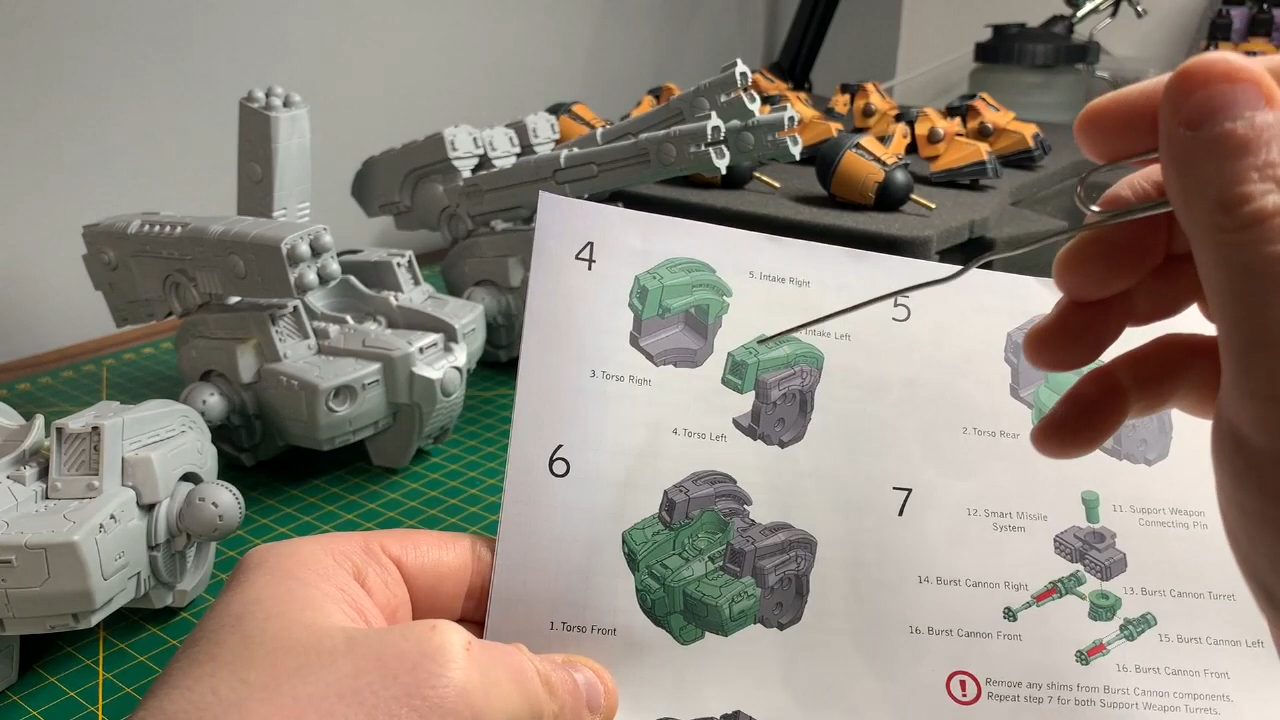 4
5. Intake Right
Intake Left
3. Torso Right
4. Torso Left
5
2. Torso Rear
6
1. Torso Front
7
12. Smart Missile
System
11. Support Weapon
Connecting Pin
14. Burst Cannon Right
13. Burst Cannon Turret
16. Burst Cannon Front
15. Burst Cannon Left
16. Burst Cannon Front
!
Remove any shims from Burst Cannon components.
Repeat step 7 for both Support Weapon Turrets.